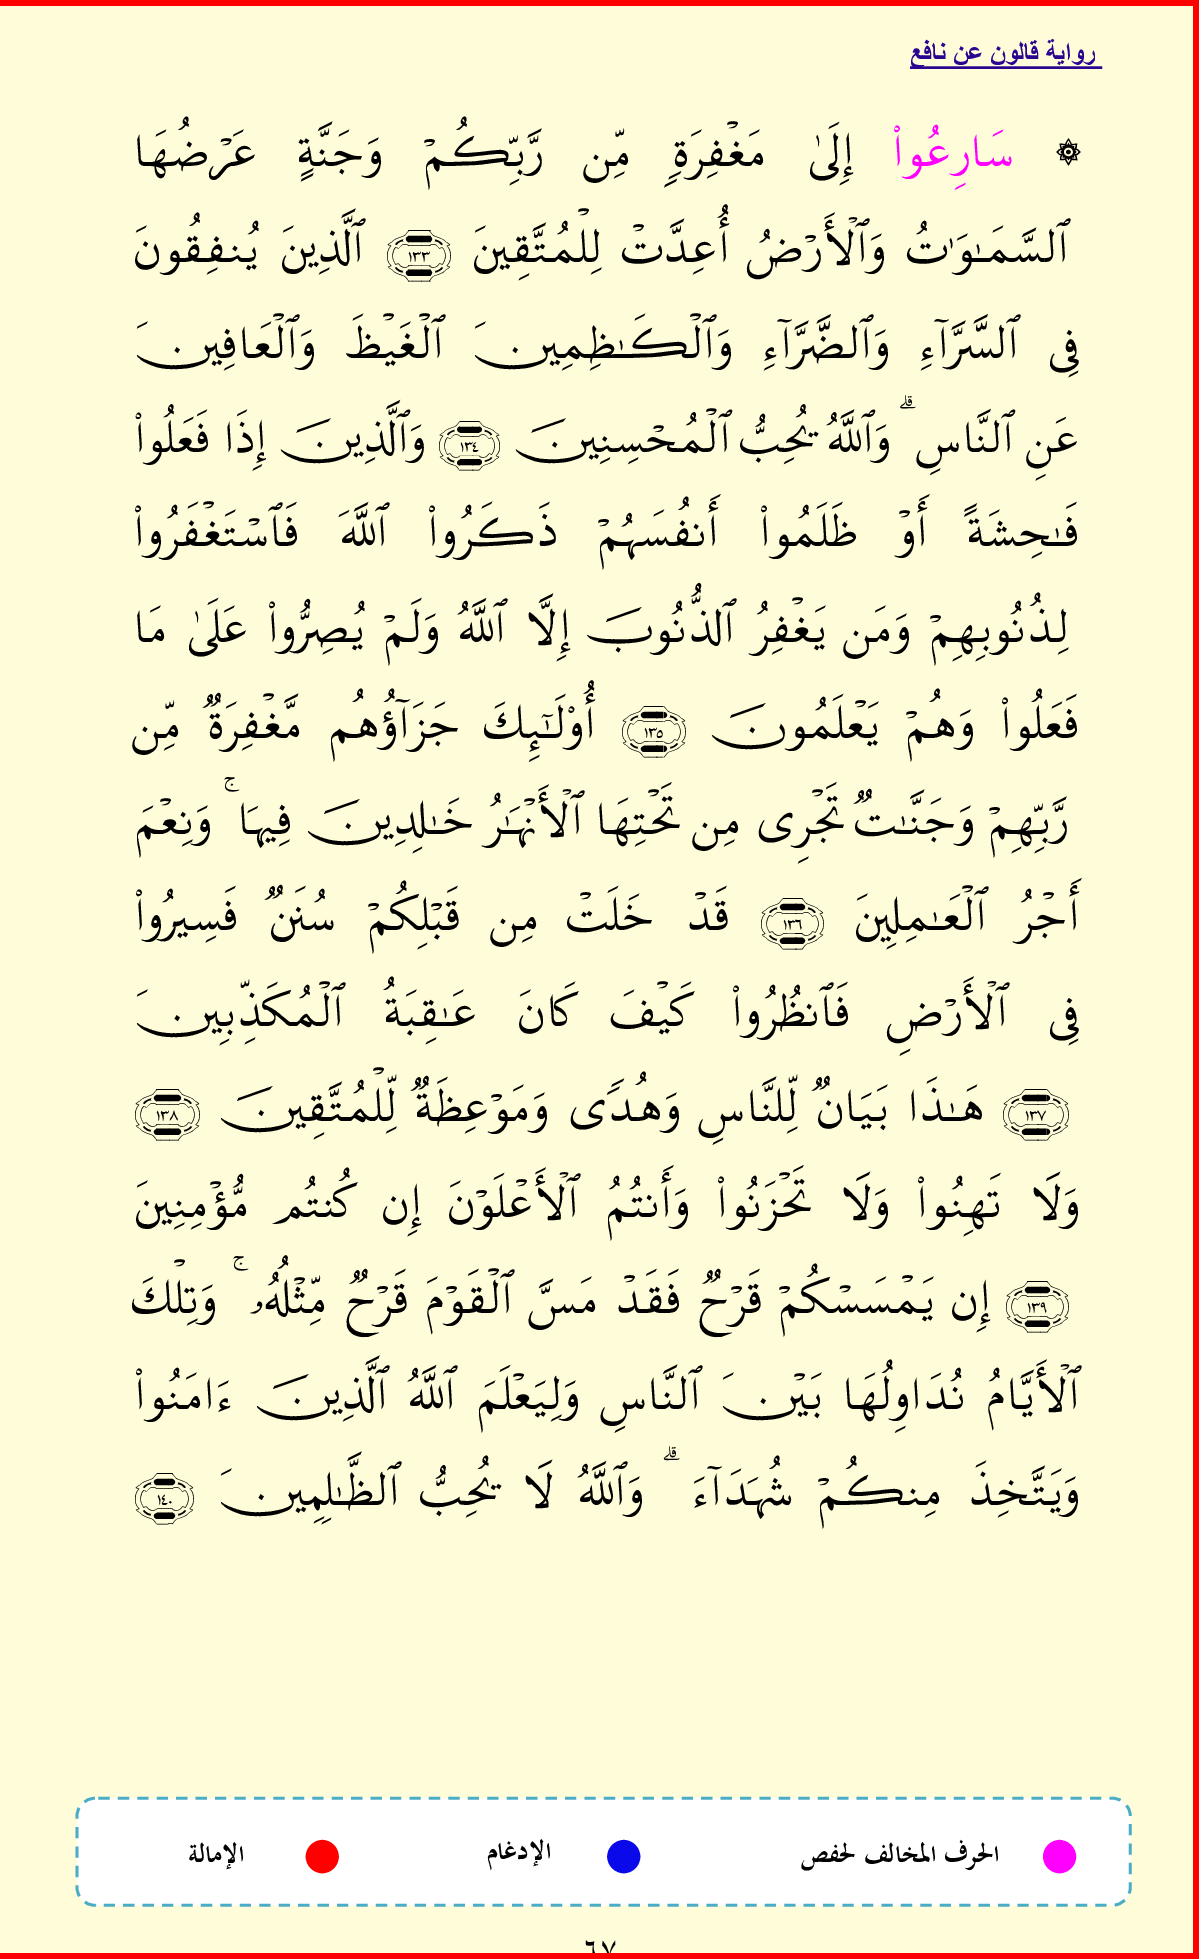 رواية قالون عن نافع
۞ سَارِعُوا۟ إِلَىٰ مَغْفِرَةٖ مِّن رَّبِّكُمْ وَجَنَّةٍ عَرْضُهَا
ٱلسَّمَٰوَٰتُ وَٱلْأَرْضُ أُعِدَّتْ لِلْمُتَّقِينَ ١٣٣ ٱلَّذِينَ يُنفِقُونَ
فِى ٱلسَّرَّآءِ وَٱلضَّرَّآءِ وَٱلْكَٰظِمِينَ ٱلْغَيْظَ وَٱلْعَافِينَ
عَنِ ٱلنَّاسِ ۗ وَٱللَّهُ يُحِبُّ ٱلْمُحْسِنِينَ ١٣٤ وَٱلَّذِينَ إِذَا فَعَلُوا۟
فَٰحِشَةً أَوْ ظَلَمُوا۟ أَنفُسَهُمْ ذَكَرُوا۟ ٱللَّهَ فَٱسْتَغْفَرُوا۟
لِذُنُوبِهِمْ وَمَن يَغْفِرُ ٱلذُّنُوبَ إِلَّا ٱللَّهُ وَلَمْ يُصِرُّوا۟ عَلَىٰ مَا
فَعَلُوا۟ وَهُمْ يَعْلَمُونَ ١٣٥ أُو۟لَٰٓئِكَ جَزَآؤُهُم مَّغْفِرَةٞ مِّن
رَّبِّهِمْ وَجَنَّٰتٞ تَجْرِى مِن تَحْتِهَا ٱلْأَنْهَٰرُ خَٰلِدِينَ فِيهَا ۚ وَنِعْمَ
أَجْرُ ٱلْعَٰمِلِينَ ١٣٦ قَدْ خَلَتْ مِن قَبْلِكُمْ سُنَنٞ فَسِيرُوا۟
فِى ٱلْأَرْضِ فَٱنظُرُوا۟ كَيْفَ كَانَ عَٰقِبَةُ ٱلْمُكَذِّبِينَ
١٣٧ هَٰذَا بَيَانٞ لِّلنَّاسِ وَهُدٗى وَمَوْعِظَةٞ لِّلْمُتَّقِينَ ١٣٨
وَلَا تَهِنُوا۟ وَلَا تَحْزَنُوا۟ وَأَنتُمُ ٱلْأَعْلَوْنَ إِن كُنتُم مُّؤْمِنِينَ
١٣٩ إِن يَمْسَسْكُمْ قَرْحٞ فَقَدْ مَسَّ ٱلْقَوْمَ قَرْحٞ مِّثْلُهُۥ ۚ وَتِلْكَ
ٱلْأَيَّامُ نُدَاوِلُهَا بَيْنَ ٱلنَّاسِ وَلِيَعْلَمَ ٱللَّهُ ٱلَّذِينَ ءَامَنُوا۟
وَيَتَّخِذَ مِنكُمْ شُهَدَآءَ ۗ وَٱللَّهُ لَا يُحِبُّ ٱلظَّٰلِمِينَ ١٤٠
الحرف المخالف لحفص الإدغام الإمالة
٦٧